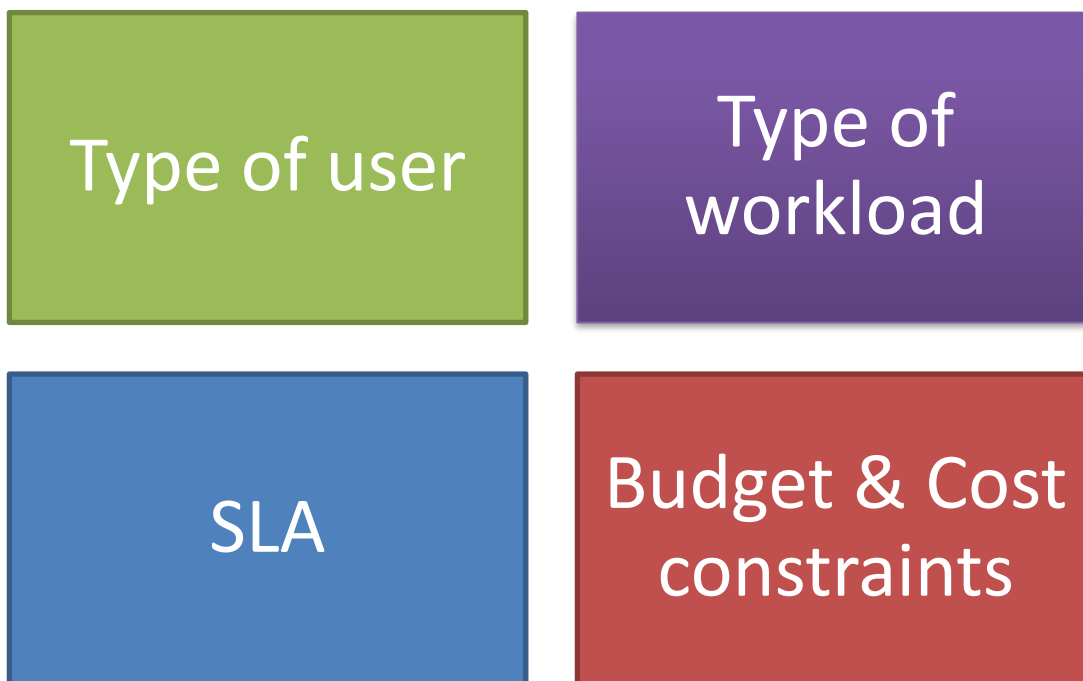 Type of user
Type of
workload
SLA
Budget & Cost
constraints